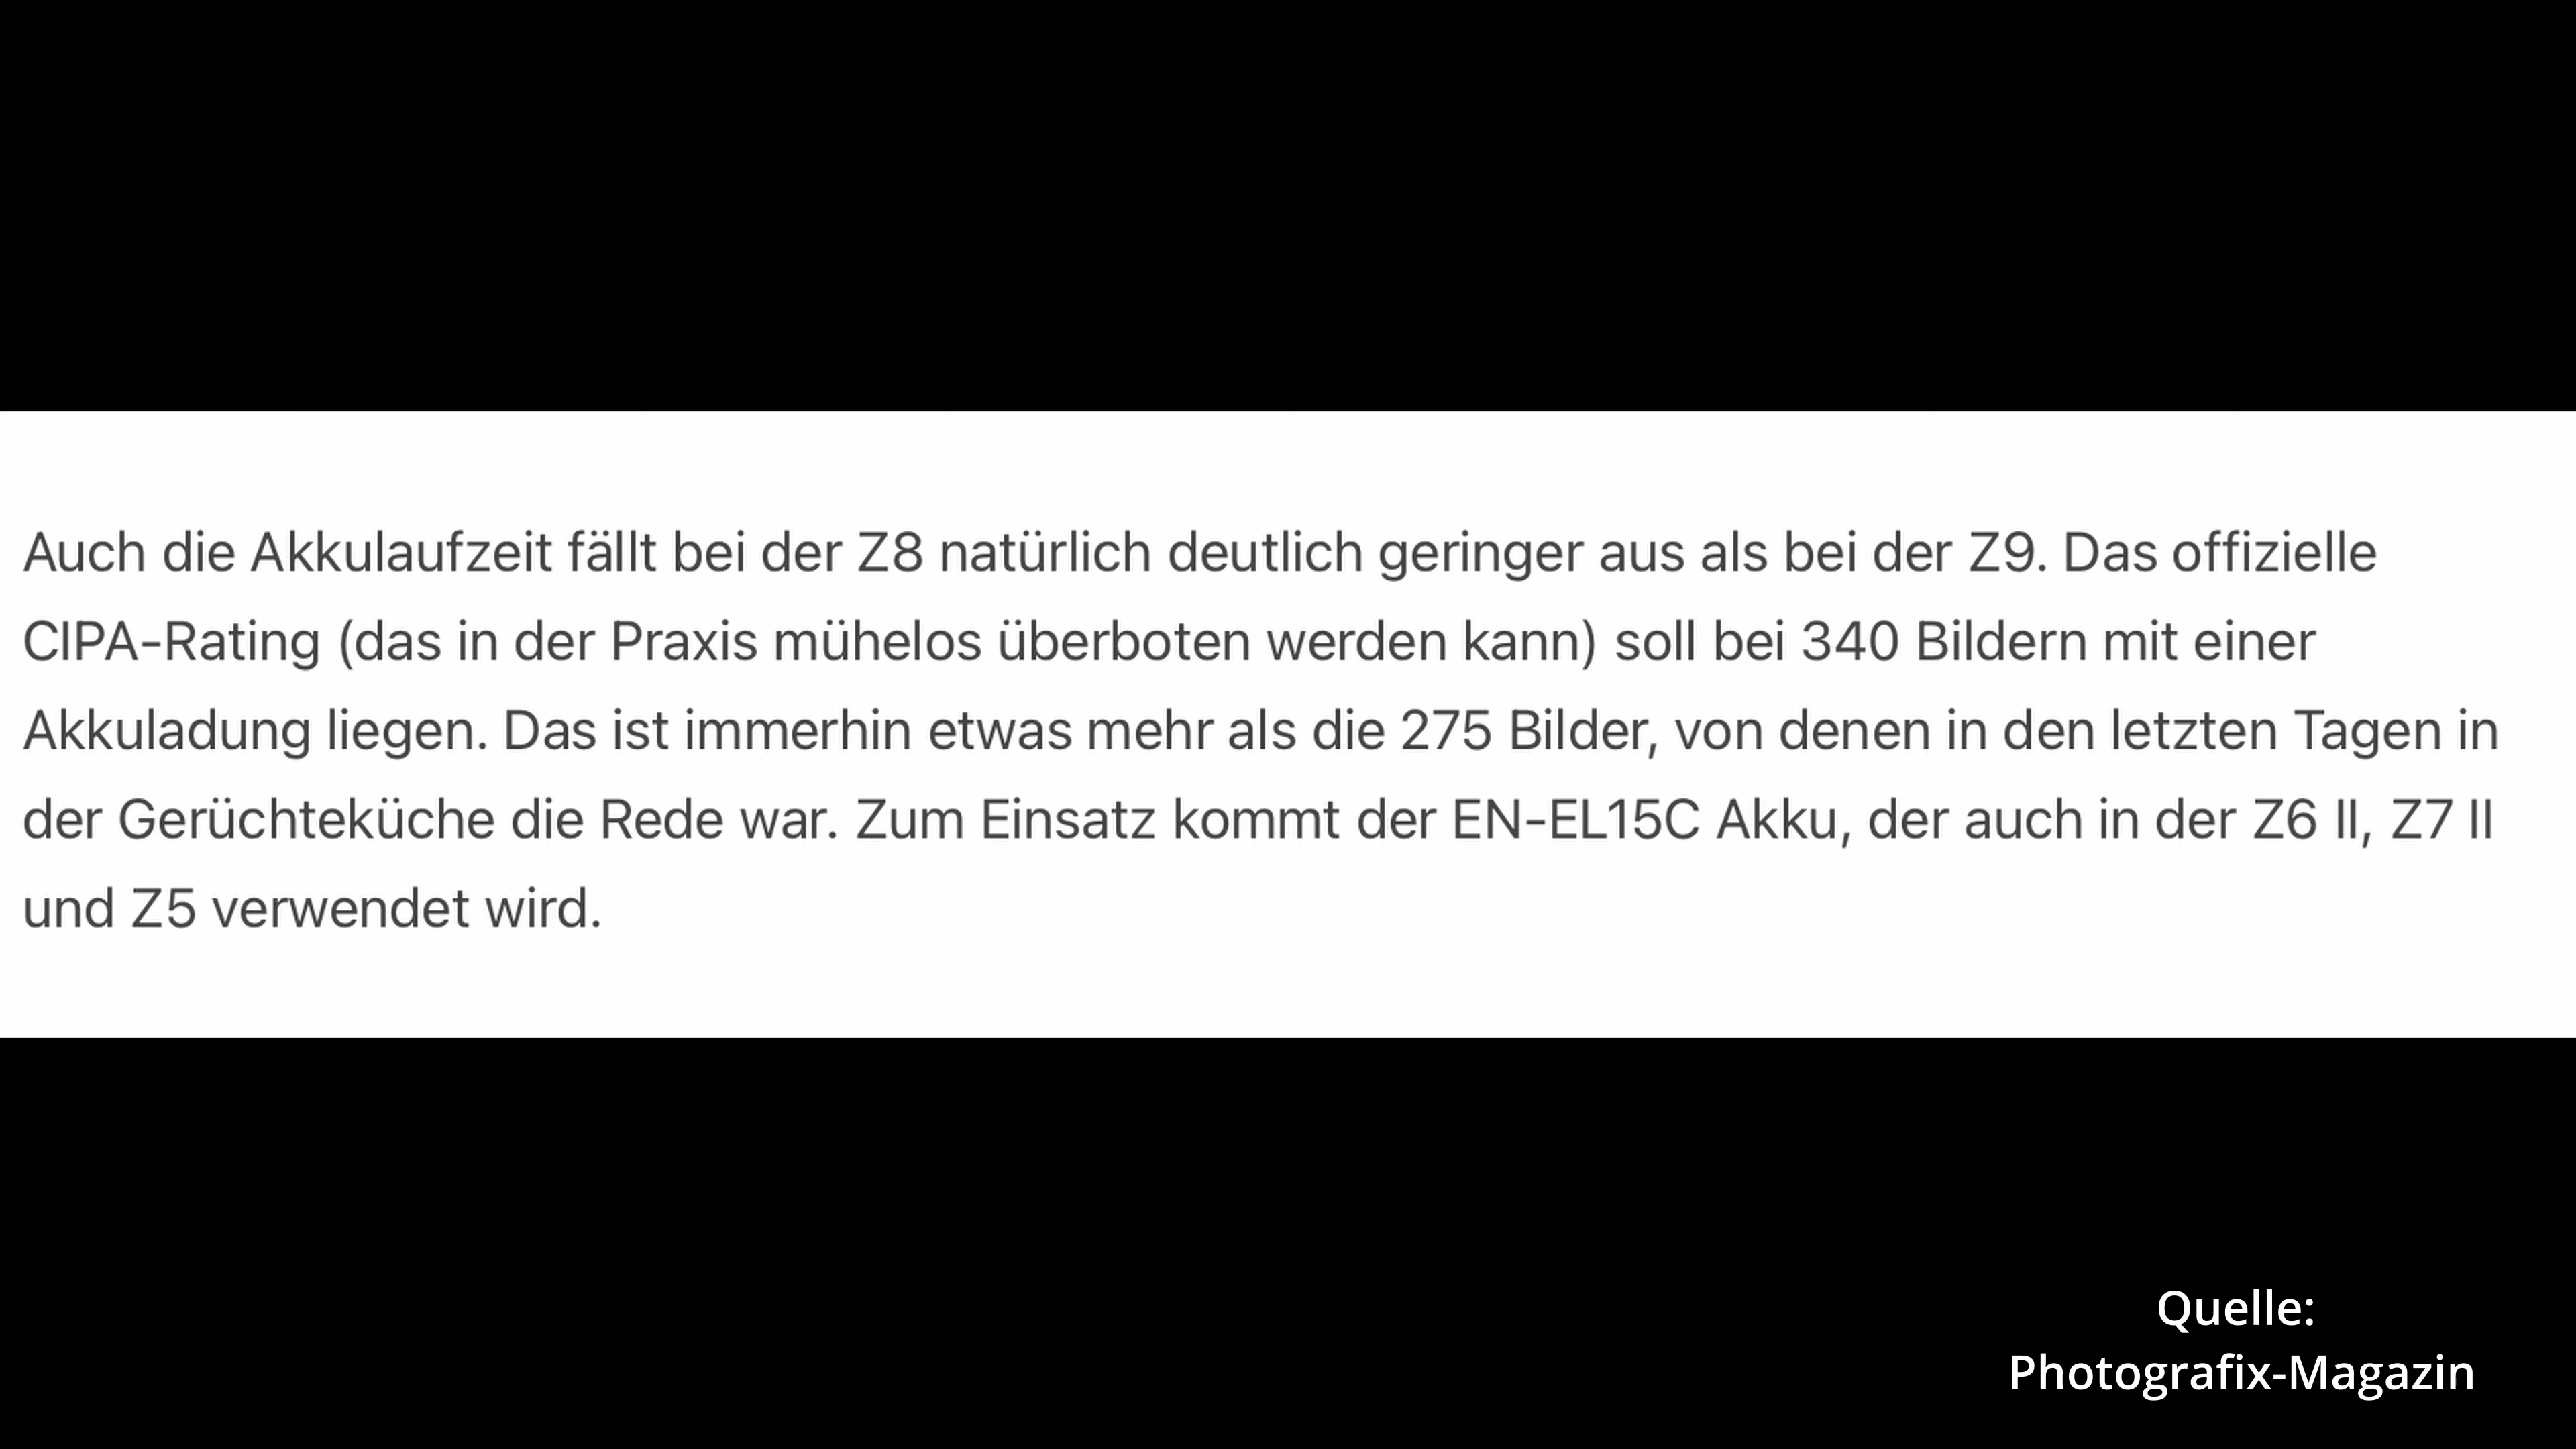 Auch die Akkulaufzeit fällt bei der Z8 natürlich deutlich geringer aus als bei der Z9. Das offizielle
CIPA-Rating (das in der Praxis mühelos überboten werden kann) soll bei 340 Bildern mit einer
Akkuladung liegen. Das ist immerhin etwas mehr als die 275 Bilder, von denen in den letzten Tagen in
der Gerüchteküche die Rede war. Zum Einsatz kommt der EN-EL15C Akku, der auch in der Z6 II, Z7 II
und Z5 verwendet wird.
Quelle:
Photografix-Magazin